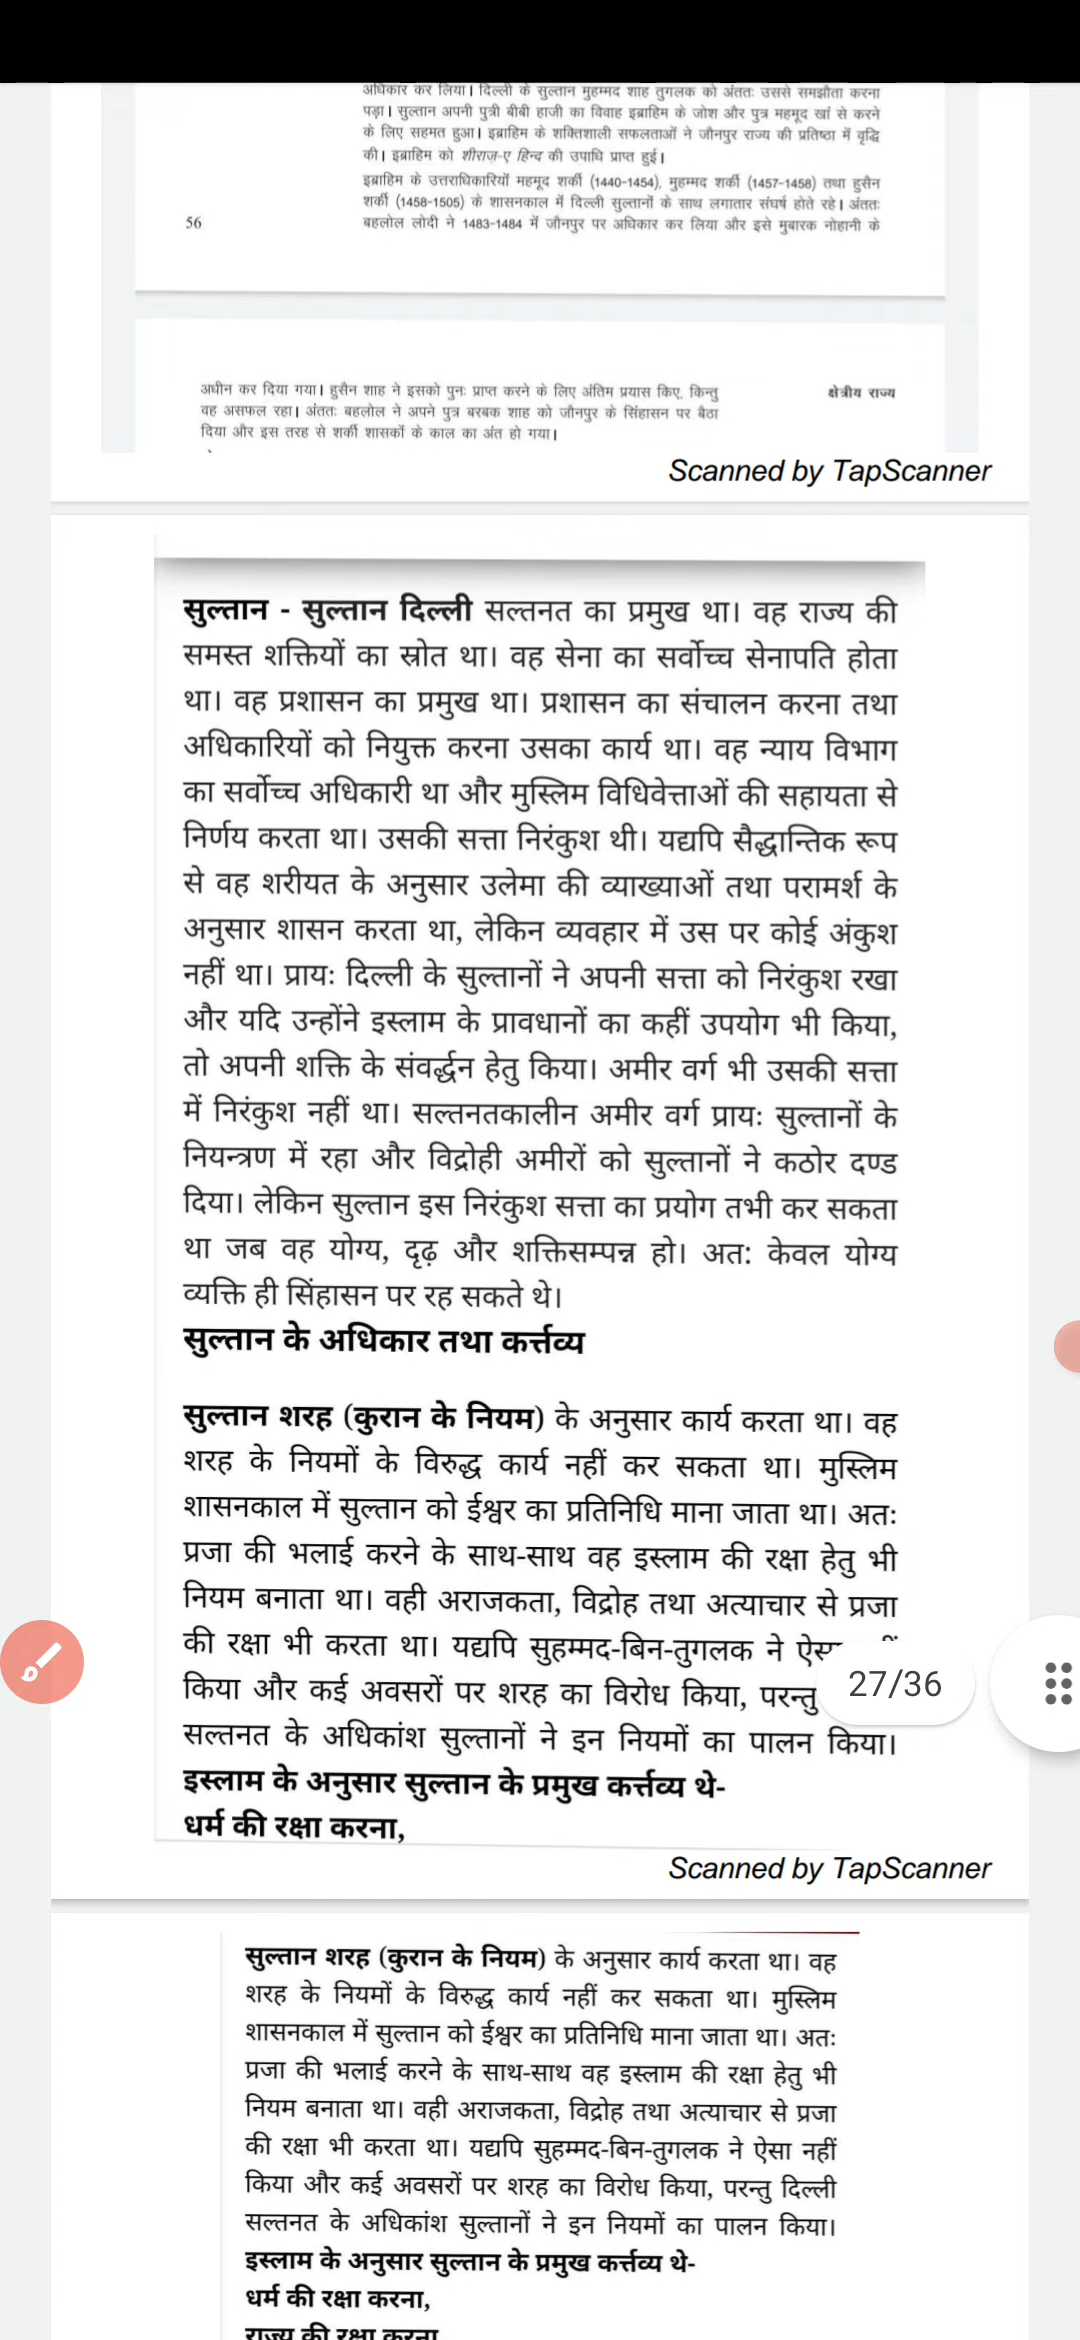 अधिकार कर लिया। दिल्ली के सुल्तान मुहम्मद शाह तुगलक को अंततः उससे समझौता करना
पड़ा। सुल्तान अपनी पुत्री बीबी हाजी का विवाह इब्राहिम के जोश और पुत्र महमूद खां से करने
के लिए सहमत हुआ। इब्राहिम के शक्तिशाली सफलताओं ने जौनपुर राज्य की प्रतिष्ठा में वृद्धि
की। इब्राहिम को शीराज़-ए हिन्द की उपाधि प्राप्त हुई।
इब्राहिम के उत्तराधिकारियों महमूद शर्की (1440-1454), मुहम्मद शर्की (1457-1458) तथा हुसैन
शर्की (1458-1505) के शासनकाल में दिल्ली सुल्तानों के साथ लगातार संघर्ष होते रहे। अंततः
56 बहलोल लोदी ने 1483-1484 में जौनपुर पर अधिकार कर लिया और इसे मुबारक नोहानी के
अधीन कर दिया गया। हुसैन शाह ने इसको पुनः प्राप्त करने के लिए अंतिम प्रयास किए, किन्तु
क्षेत्रीय राज्य
वह असफल रहा। अंततः बहलोल ने अपने पुत्र बरबक शाह को जौनपुर के सिंहासन पर बैठा
दिया और इस तरह से शर्की शासकों के काल का अंत हो गया।
Scanned by TapScanner
सुल्तान - सुल्तान दिल्ली सल्तनत का प्रमुख था। वह राज्य की
समस्त शक्तियों का स्रोत था। वह सेना का सर्वोच्च सेनापति होता
था। वह प्रशासन का प्रमुख था। प्रशासन का संचालन करना तथा
अधिकारियों को नियुक्त करना उसका कार्य था। वह न्याय विभाग
का सर्वोच्च अधिकारी था और मुस्लिम विधिवेत्ताओं की सहायता से
निर्णय करता था। उसकी सत्ता निरंकुश थी। यद्यपि सैद्धान्तिक रूप
से वह शरीयत के अनुसार उलेमा की व्याख्याओं तथा परामर्श के
अनुसार शासन करता था, लेकिन व्यवहार में उस पर कोई अंकुश
नहीं था। प्रायः दिल्ली के सुल्तानों ने अपनी सत्ता को निरंकुश रखा
और यदि उन्होंने इस्लाम के प्रावधानों का कहीं उपयोग भी किया,
तो अपनी शक्ति के संवर्द्धन हेतु किया। अमीर वर्ग भी उसकी सत्ता
में निरंकुश नहीं था। सल्तनतकालीन अमीर वर्ग प्रायः सुल्तानों के
नियन्त्रण में रहा और विद्रोही अमीरों को सुल्तानों ने कठोर दण्ड
दिया। लेकिन सुल्तान इस निरंकुश सत्ता का प्रयोग तभी कर सकता
था जब वह योग्य, दृढ़ और शक्तिसम्पन्न हो। अत: केवल योग्य
व्यक्ति ही सिंहासन पर रह सकते थे।
सुल्तान के अधिकार तथा कर्त्तव्य
सुल्तान शरह (कुरान के नियम) के अनुसार कार्य करता था। वह
शरह के नियमों के विरुद्ध कार्य नहीं कर सकता था। मुस्लिम
शासनकाल में सुल्तान को ईश्वर का प्रतिनिधि माना जाता था। अतः
प्रजा की भलाई करने के साथ-साथ वह इस्लाम की रक्षा हेतु भी
नियम बनाता था। वही अराजकता, विद्रोह तथा अत्याचार से प्रजा
की रक्षा भी करता था। यद्यपि सुहम्मद-बिन-तुगलक ने
किया और कई अवसरों पर शरह का विरोध किया, परन्तु
27/36
सल्तनत के अधिकांश सुल्तानों ने इन नियमों का पालन किया।
इस्लाम के अनुसार सुल्तान के प्रमुख कर्त्तव्य थे-
धर्म की रक्षा करना,
Scanned by TapScanner
सुल्तान शरह (कुरान के नियम) के अनुसार कार्य करता था। वह
शरह के नियमों के विरुद्ध कार्य नहीं कर सकता था। मुस्लिम
शासनकाल में सुल्तान को ईश्वर का प्रतिनिधि माना जाता था। अतः
प्रजा की भलाई करने के साथ-साथ वह इस्लाम की रक्षा हेतु भी
नियम बनाता था। वही अराजकता, विद्रोह तथा अत्याचार से प्रजा
की रक्षा भी करता था। यद्यपि सुहम्मद-बिन-तुगलक ने ऐसा नहीं
किया और कई अवसरों पर शरह का विरोध किया, परन्तु दिल्ली
सल्तनत के अधिकांश सुल्तानों ने इन नियमों का पालन किया।
इस्लाम के अनुसार सुल्तान के प्रमुख कर्त्तव्य थे-
धर्म की रक्षा करना,
राज्य की रक्षा करना